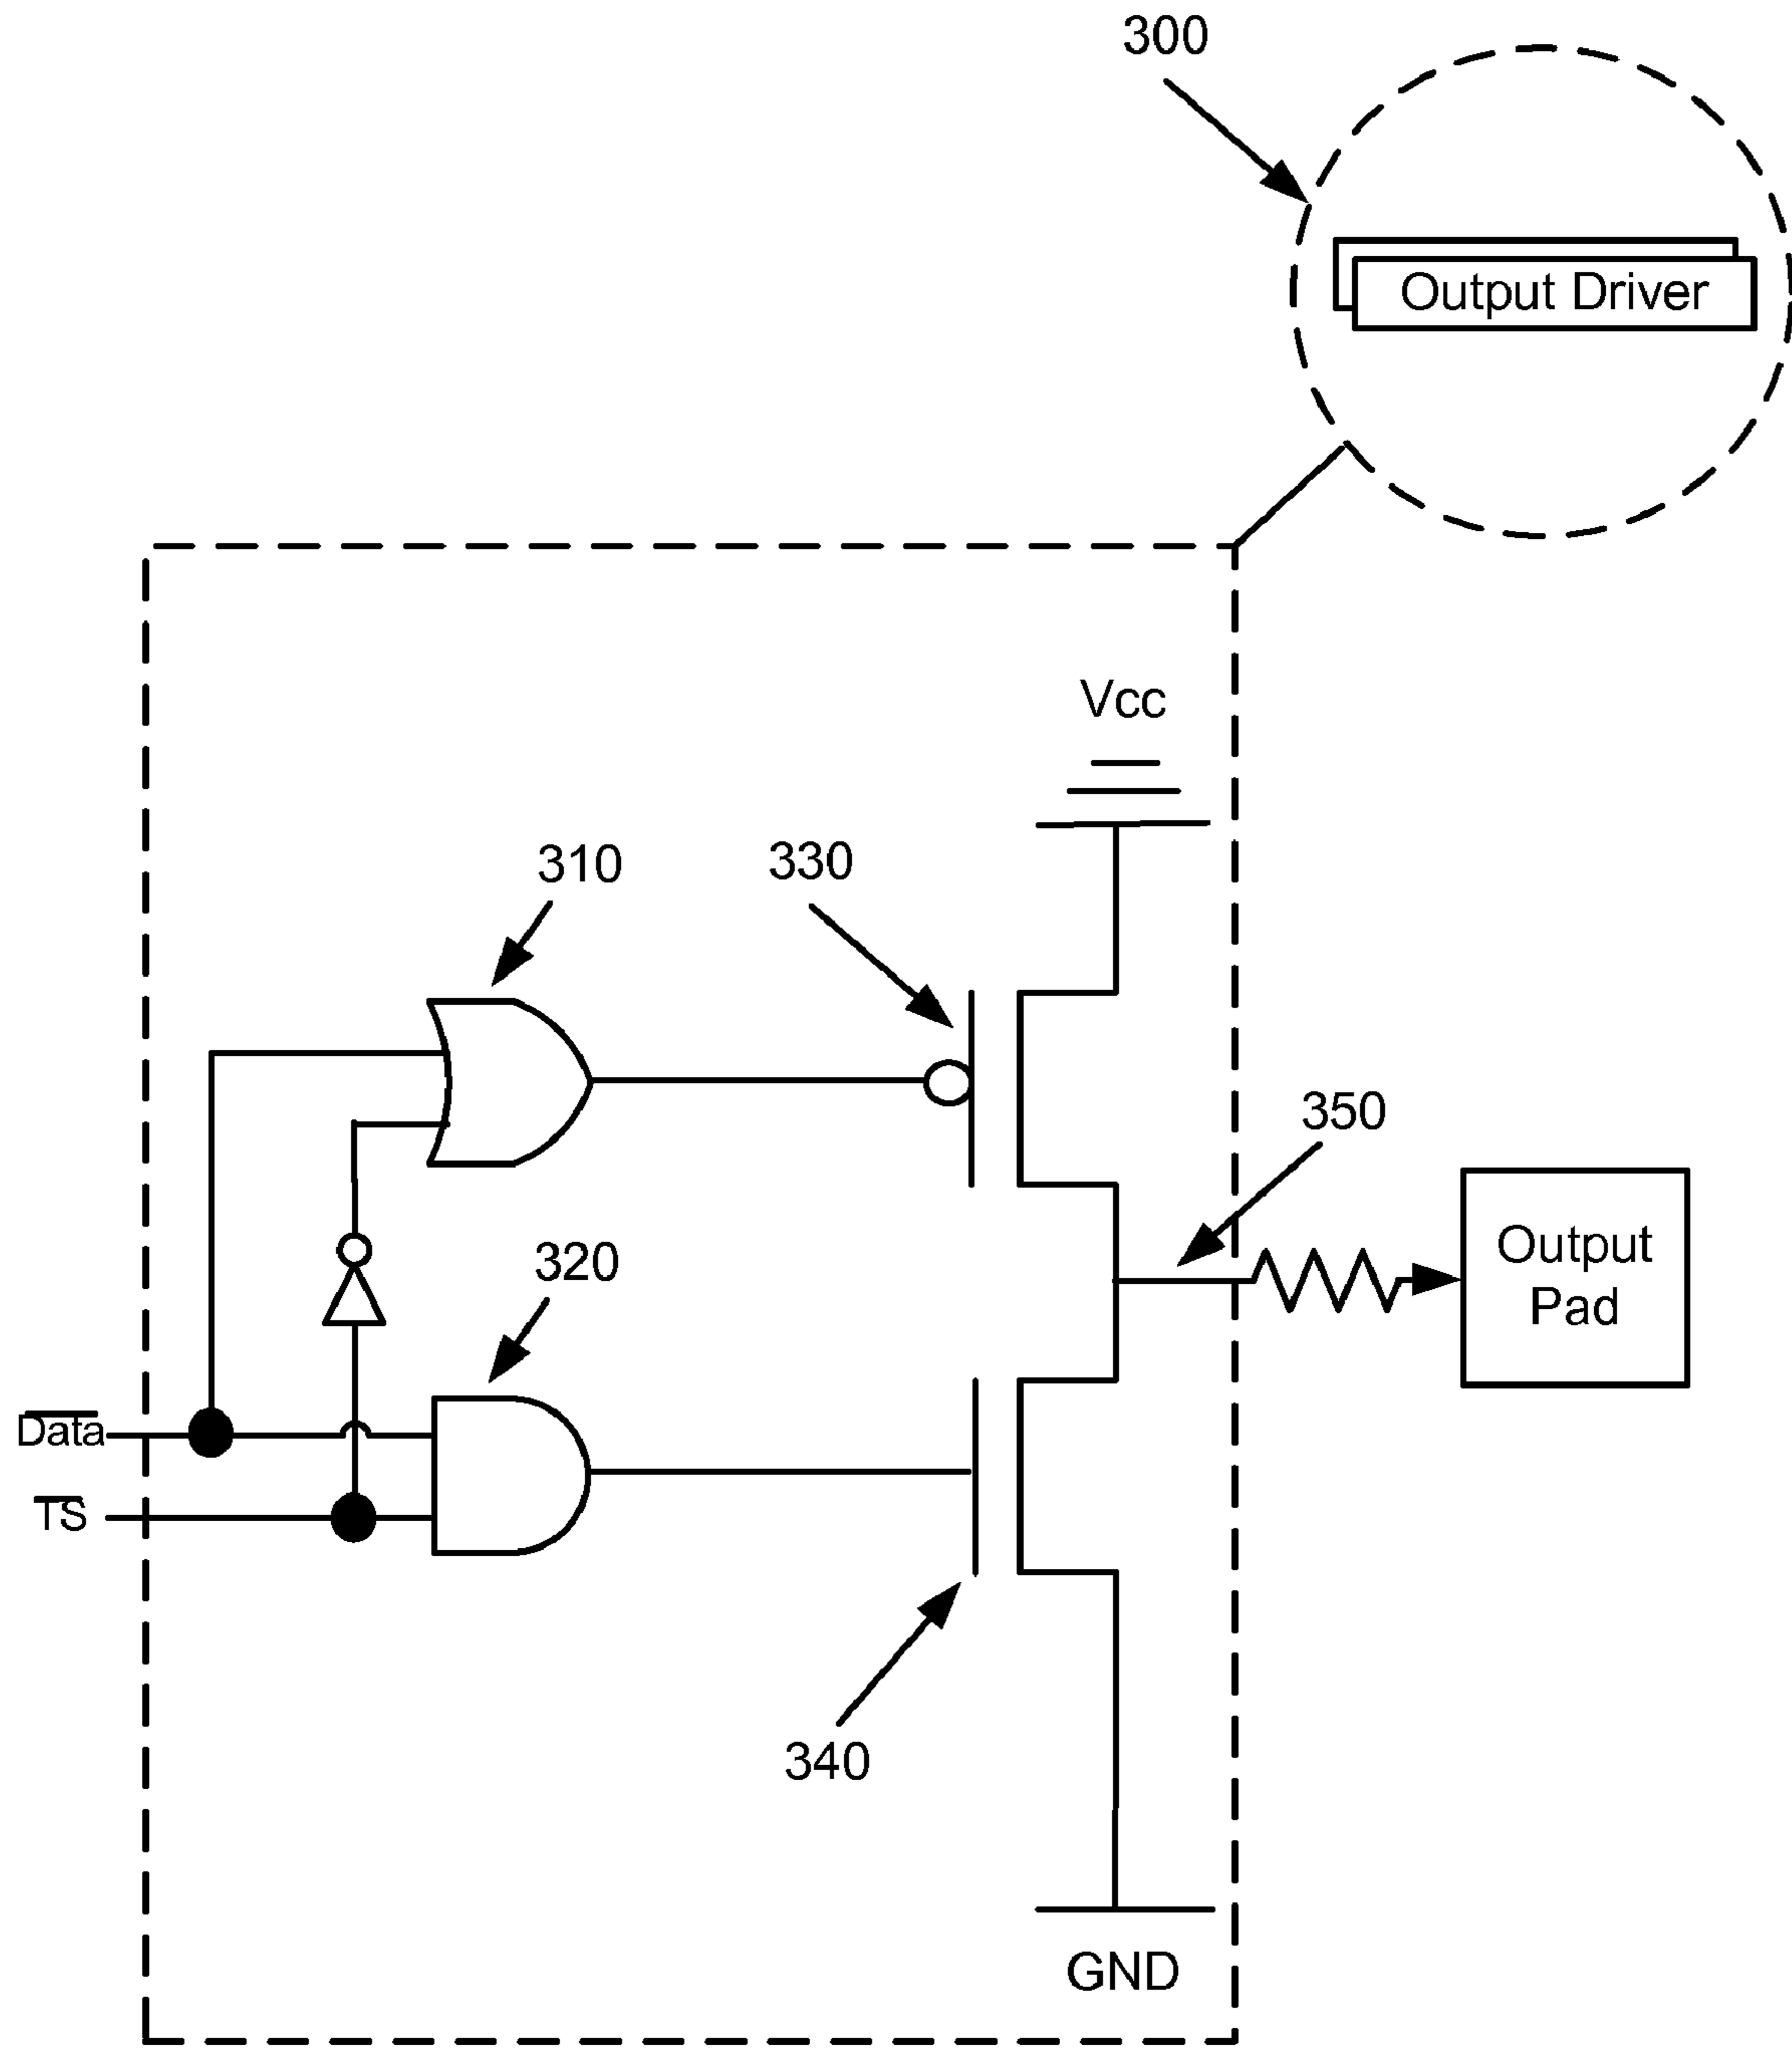 300
Output Driver
Vcc
310
330
350
320
Output
Pad
Data
TS
340
GND